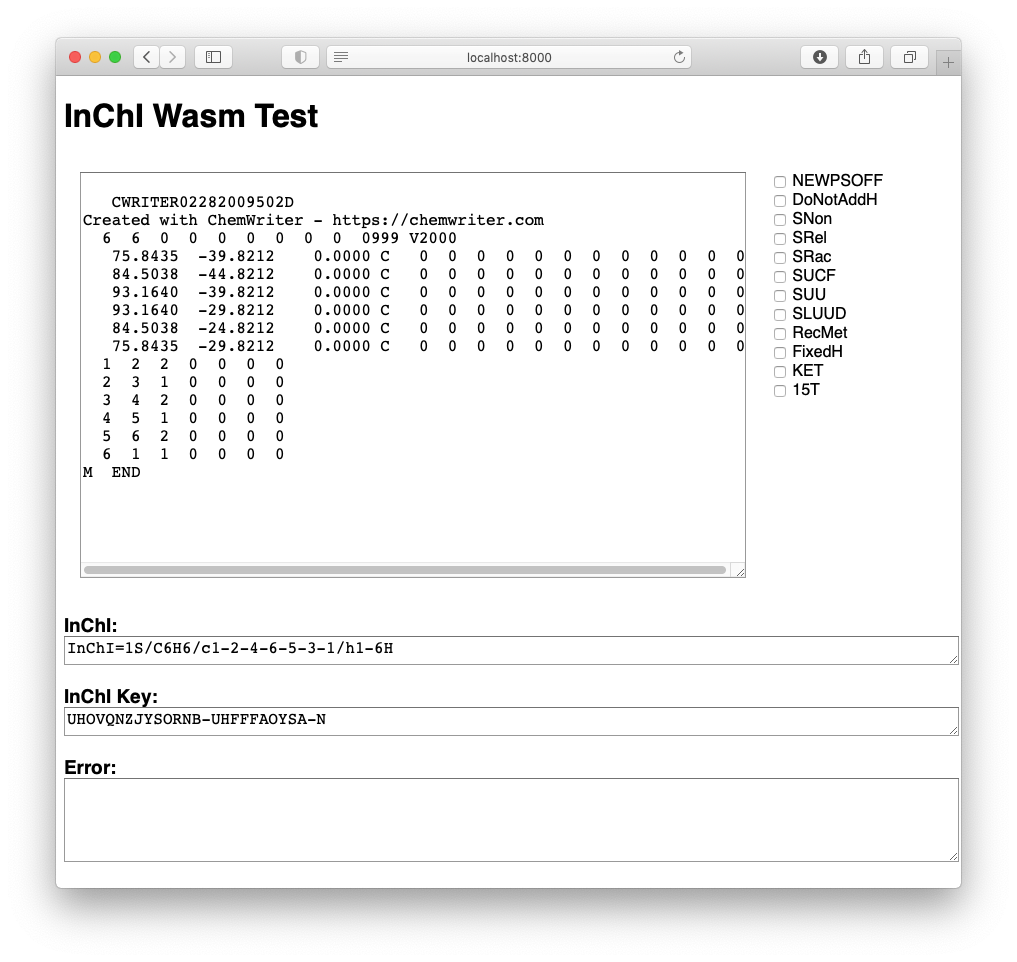 localhost:8000
InChI Wasm Test
CWRITER02282009502D
Created with ChemWriter - https://chemwriter.com
6 6 0 0 0 0 0 0 0 0999 V2000
75.8435 -39.8212 0.0000 C 0 0 0 0 0 0 0 0 0 0 0 0
84.5038 -44.8212 0.0000 C 0 0 0 0 0 0 0 0 0 0 0 0
93.1640 -39.8212 0.0000 C 0 0 0 0 0 0 0 0 0 0 0 0
93.1640 -29.8212 0.0000 C 0 0 0 0 0 0 0 0 0 0 0 0
84.5038 -24.8212 0.0000 C 0 0 0 0 0 0 0 0 0 0 0 0
75.8435 -29.8212 0.0000 C 0 0 0 0 0 0 0 0 0 0 0 0
1 2 2 0 0 0 0
2 3 1 0 0 0 0
3 4 2 0 0 0 0
4 5 1 0 0 0 0
5 6 2 0 0 0 0
6 1 1 0 0 0 0
M END
NEWPSOFF
DoNotAddH
SNon
SRel
SRac
SUCF
SUU
SLUUD
RecMet
FixedH
KET
15T
InChI:
InChI=1S/C6H6/c1-2-4-6-5-3-1/h1-6H
InChI Key:
UHOVQNZJYSORNB-UHFFFAOYSA-N
Error: